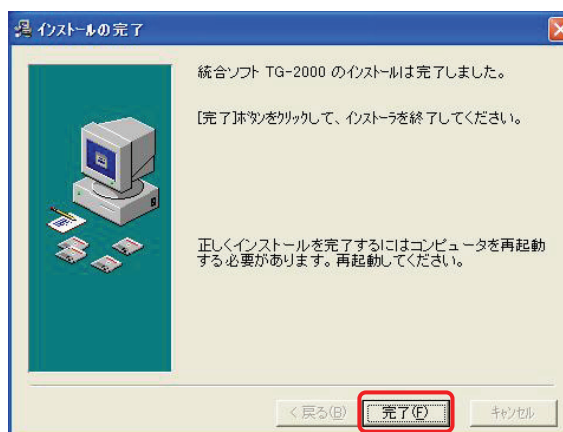 インストールの完了
統合ソフト TG-2000 のインストールは完了しました。
[完了]ボタンをクリックして、インストーラを終了してください。
正しくインストールを完了するにはコンピュータを再起動
する必要があります。再起動してください。
< 戻る(B)
完了(F)
キャンセル